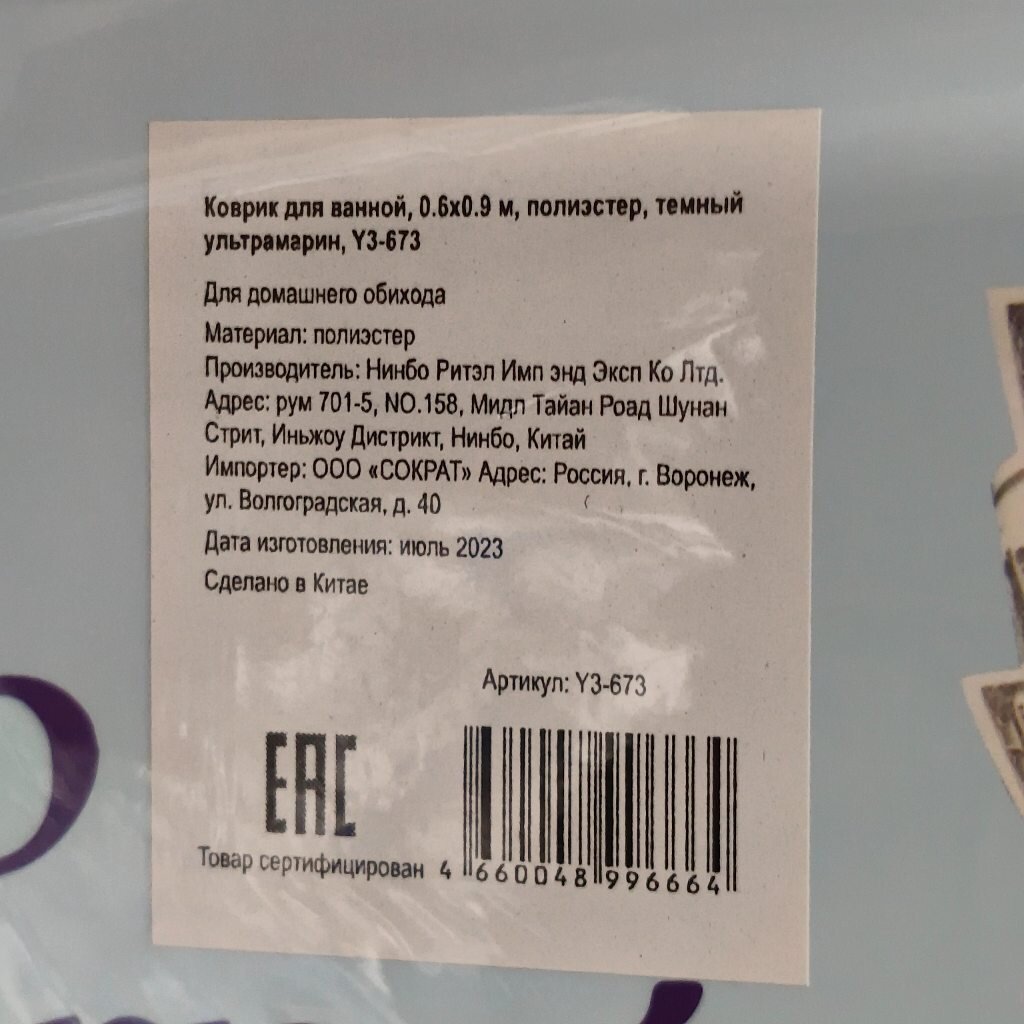 Коврик для ванной, 0.6х0.9 м, полиэстер, темный
ультрамарин, Y3-673
Для домашнего обихода
Материал: полиэстер
Производитель: Нинбо Ритэл Имп энд Эксп Ко Лтд.
Адрес: рум 701-5, NO.158, Мидл Тайан Роад Шунан
Стрит, Иньжоу Дистрикт, Нинбо, Китай
Импортер: ООО «СОКРАТ» Адрес: Россия, г. Воронеж,
ул. Волгоградская, д. 40
Дата изготовления: июль 2023
Сделано в Китае
Артикул: Y3-673
EAC
Товар сертифицирован
4 660048 996664